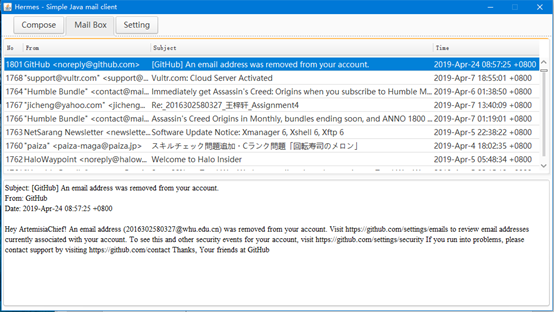 Hermes - Simple Java mail client
Compose Mail Box Setting
No From Subject Time
1801 GitHub <noreply@github.com> [GitHub] An email address was removed from your account. 2019-Apr-24 08:57:25 +0800
1768 "support@vultr.com" <support@... Vultr.com: Cloud Server Activated 2019-Apr-7 18:55:01 +0800
1764 "Humble Bundle" <contact@mai... Immediately get Assassin's Creed: Origins when you subscribe to Humble M... 2019-Apr-6 01:38:50 +0800
1767 "jicheng@yahoo.com" <jicheng... Re:_2016302580327_王樺轩_Assignment4 2019-Apr-7 13:40:09 +0800
1766 "Humble Bundle" <contact@mai... Assassin's Creed Origins in Monthly, bundles ending soon, and ANNO 1800 ... 2019-Apr-7 01:19:01 +0800
1763 NetSarang Newsletter <newslette... Software Update Notice: Xmanager 6, Xshell 6, Xftp 6 2019-Apr-5 22:38:22 +0800
1760 "paiza" <paiza-maga@paiza.jp> スキルチェック問題追加・Cランク問題「回転寿司のメロン」 2019-Apr-4 18:02:35 +0800
1762 HaloWaypoint <noreply@halow... Welcome to Halo Insider 2019-Apr-5 05:48:34 +0800
Subject: [GitHub] An email address was removed from your account.
From: GitHub
Date: 2019-Apr-24 08:57:25 +0800
Hey ArtemisiaChief! An email address (2016302580327@whu.edu.cn) was removed from your account. Visit https://github.com/settings/emails to review email addresses
currently associated with your account. To see this and other security events for your account, visit https://github.com/settings/security If you run into problems, please
contact support by visiting https://github.com/contact Thanks, Your friends at GitHub